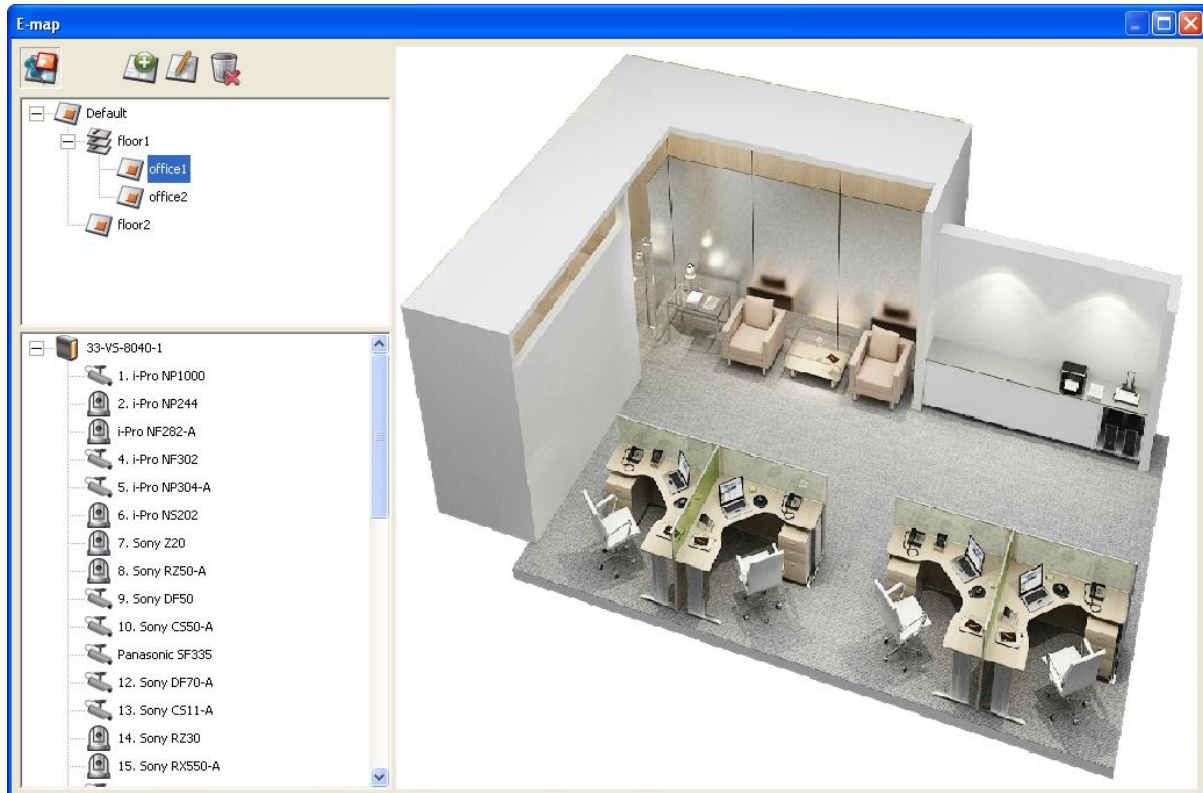 E-map
Default
floor1
office1
office2
floor2
33-VS-8040-1
1. i-Pro NP1000
2. i-Pro NP244
i-Pro NF282-A
4. i-Pro NF302
5. i-Pro NP304-A
6. i-Pro NS202
7. Sony Z20
8. Sony RZ50-A
9. Sony DF50
10. Sony CS50-A
Panasonic SF335
12. Sony DF70-A
13. Sony CS11-A
14. Sony RZ30
15. Sony RX550-A